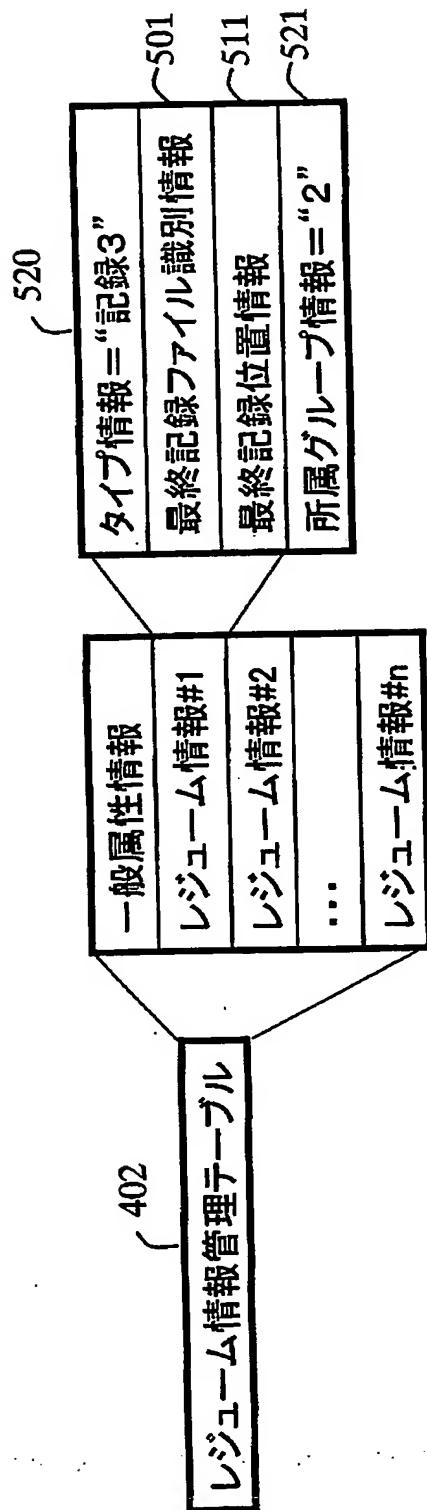 402
レジューム情報管理テーブル
一般属性情報
レジューム情報#1
レジューム情報#2
...
レジューム情報#n
520
タイプ情報=“記録3”
最終記録ファイル識別情報
501
最終記録位置情報
511
所属グループ情報=“2”
521